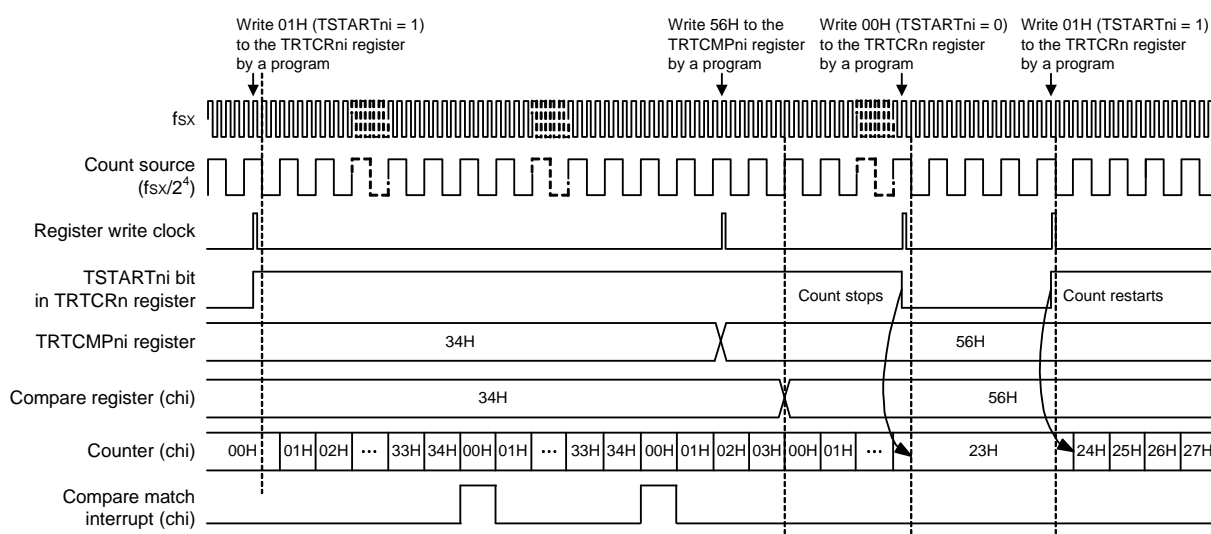 Write 01H (TSTARTni = 1)
to the TRTCRni register
by a program
Write 56H to the
TRTCMPni register
by a program
Write 00H (TSTARTni = 0)
to the TRTCRn register
by a program
Write 01H (TSTARTni = 1)
to the TRTCRn register
by a program
fSX
Count source
(fSX/2⁴)
Register write clock
TSTARTni bit
in TRTCRn register
Count stops
Count restarts
TRTCMPni register
34H
56H
Compare register (chi)
34H
56H
Counter (chi)
00H 01H 02H ... 33H 34H 00H 01H ... 33H 34H 00H 01H 02H 03H 00H 01H ... 23H 24H 25H 26H 27H
Compare match
interrupt (chi)